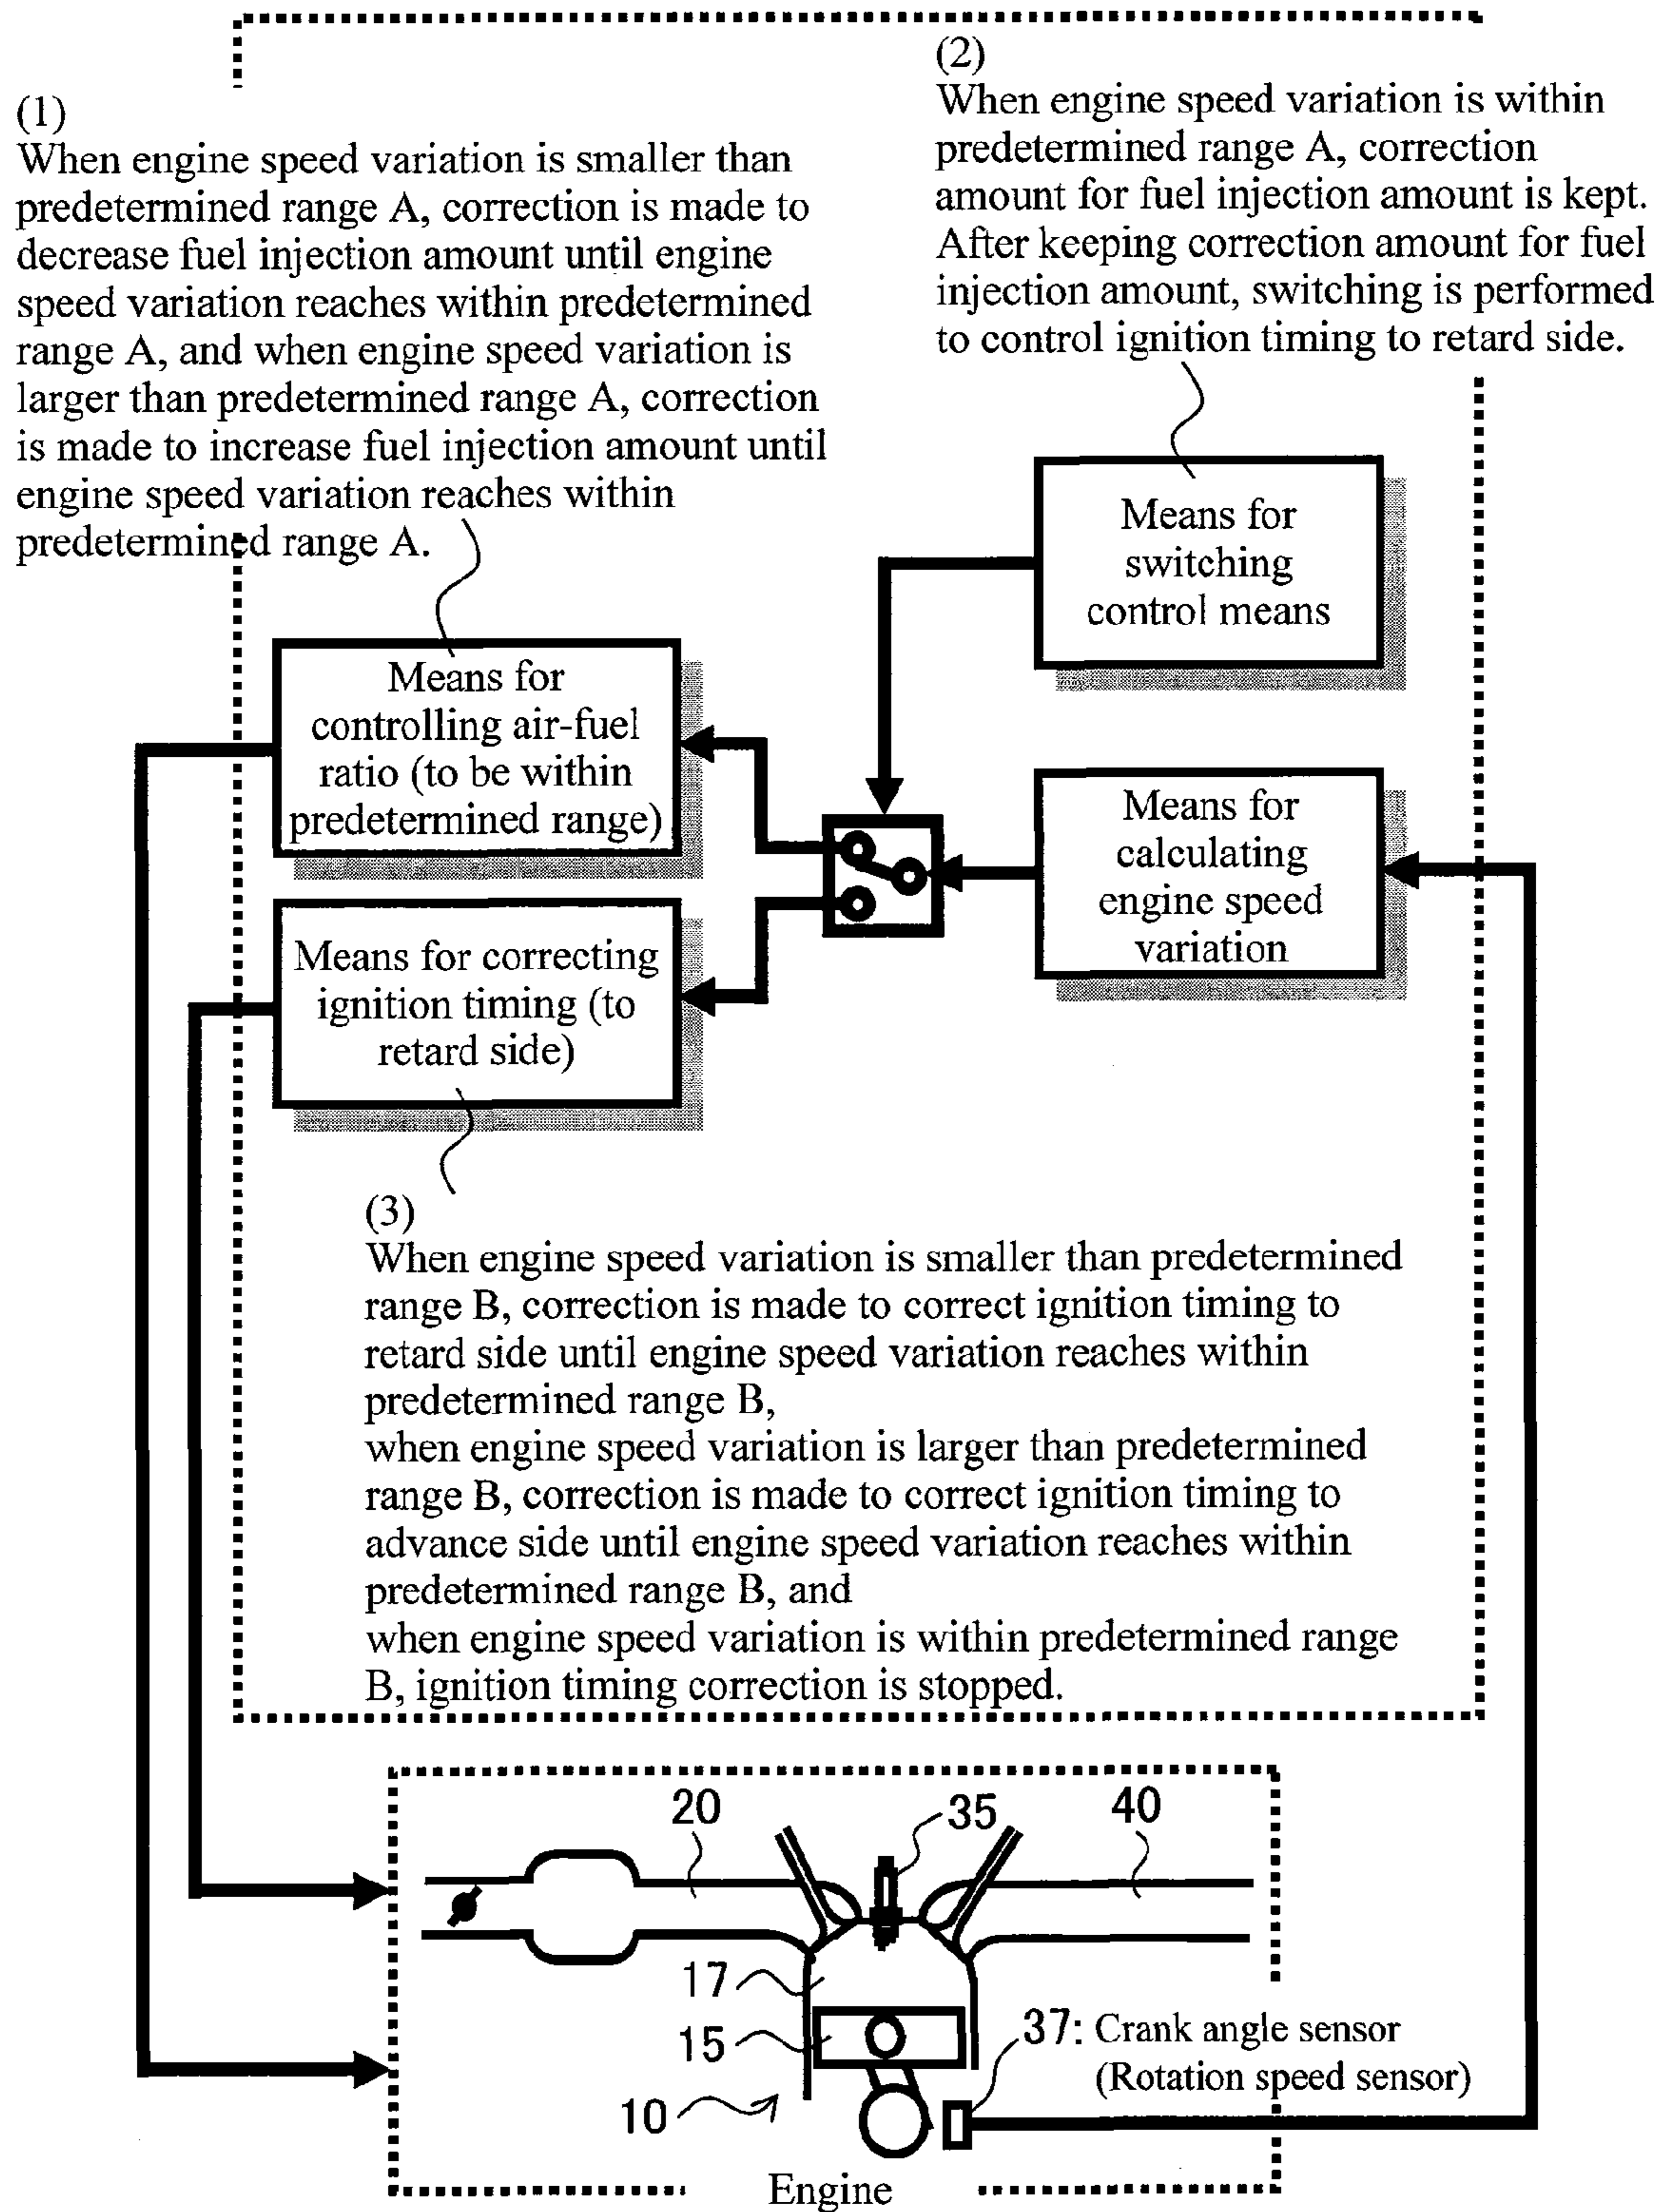 (1)
When engine speed variation is smaller than
predetermined range A, correction is made to
decrease fuel injection amount until engine
speed variation reaches within predetermined
range A, and when engine speed variation is
larger than predetermined range A, correction
is made to increase fuel injection amount until
engine speed variation reaches within
predetermined range A.
(2)
When engine speed variation is within
predetermined range A, correction
amount for fuel injection amount is kept.
After keeping correction amount for fuel
injection amount, switching is performed
to control ignition timing to retard side.
Means for
switching
control means
Means for
controlling air-fuel
ratio (to be within
predetermined range)
Means for
calculating
engine speed
variation
Means for correcting
ignition timing (to
retard side)
(3)
When engine speed variation is smaller than predetermined
range B, correction is made to correct ignition timing to
retard side until engine speed variation reaches within
predetermined range B,
when engine speed variation is larger than predetermined
range B, correction is made to correct ignition timing to
advance side until engine speed variation reaches within
predetermined range B, and
when engine speed variation is within predetermined range
B, ignition timing correction is stopped.
20
35
40
17
15
37: Crank angle sensor
(Rotation speed sensor)
10
Engine